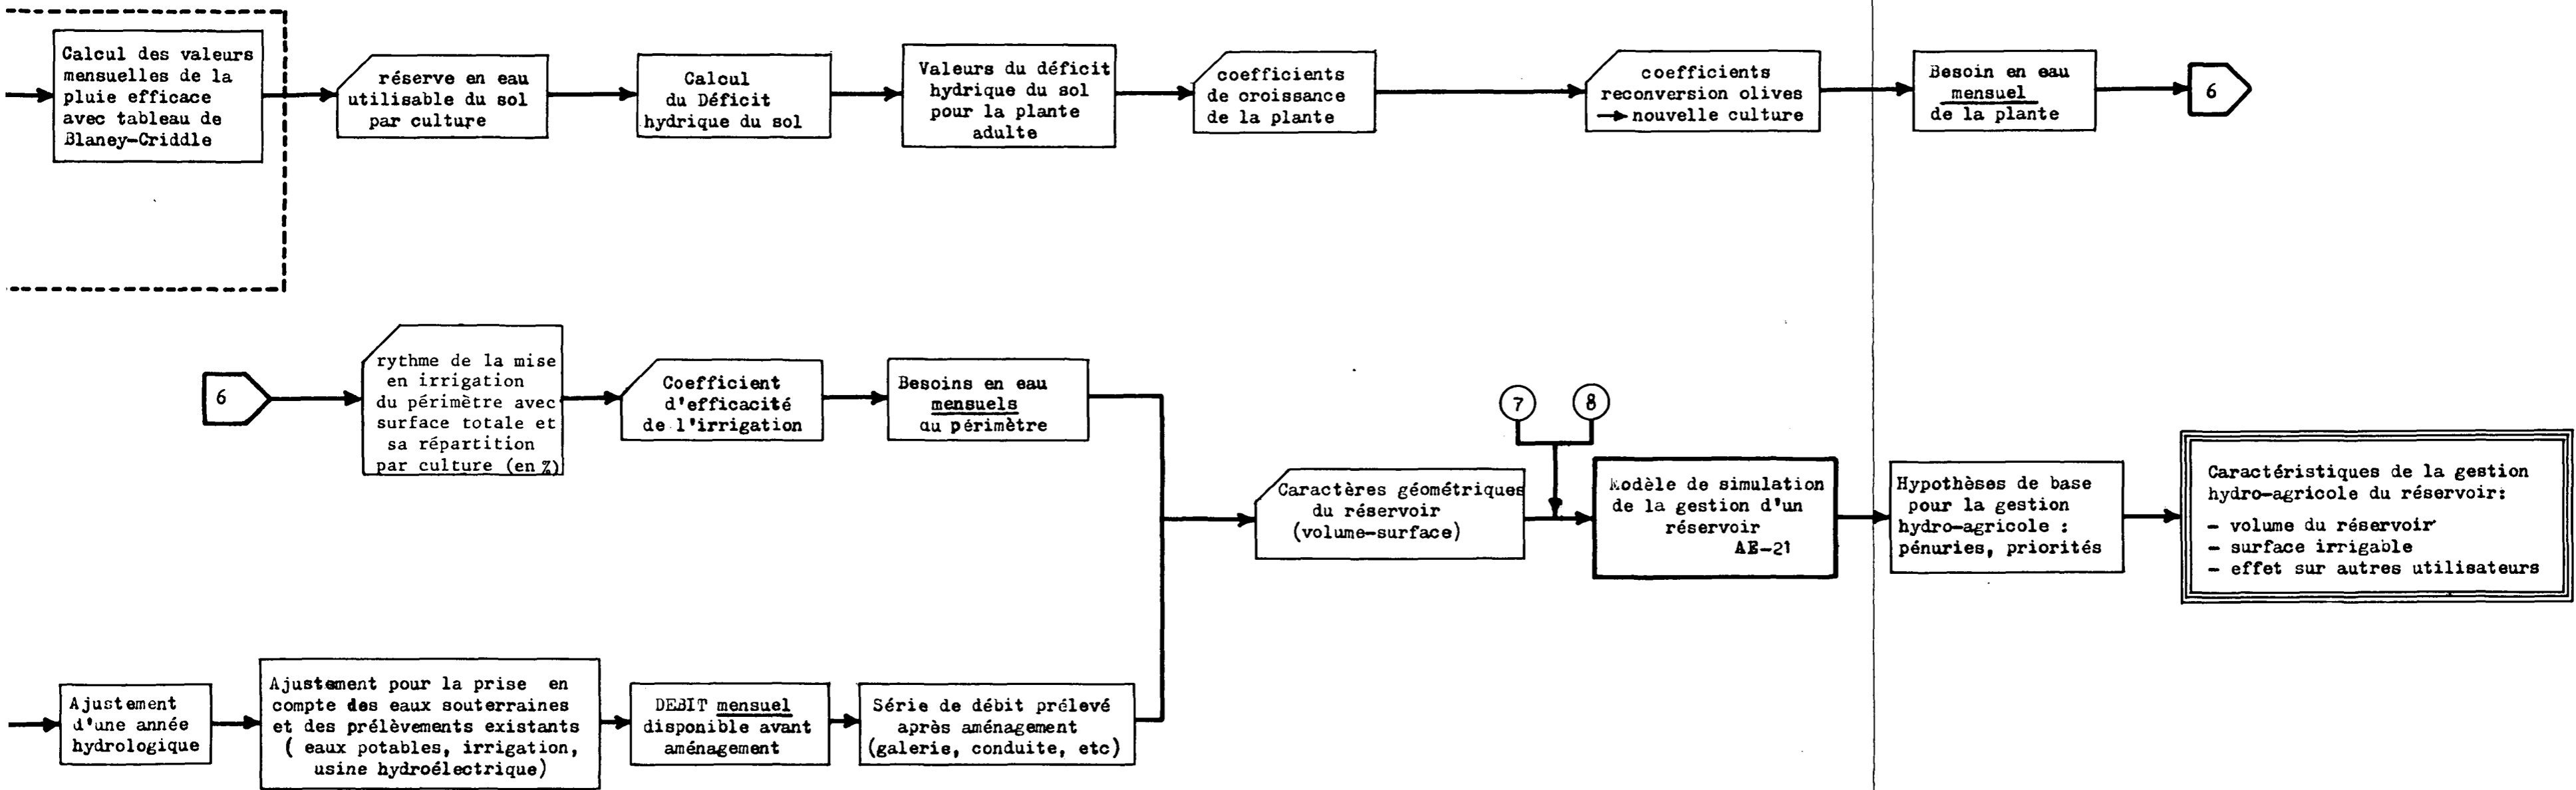 Calcul des valeurs
mensuelles de la
pluie efficace
avec tableau de
Blaney-Criddle
réserve en eau
utilisable du sol
par culture
Calcul
du Déficit
hydrique du sol
Valeurs du déficit
hydrique du sol
pour la plante
adulte
coefficients
de croissance
de la plante
coefficients
reconversion olives
→ nouvelle culture
Besoin en eau
mensuel
de la plante
6
6
rythme de la mise
en irrigation
du périmètre avec
surface totale et
sa répartition
par culture (en %)
Coefficient
d'efficacité
de l'irrigation
Besoins en eau
mensuels
au périmètre
7
8
Caractères géométriques
du réservoir
(volume-surface)
Modèle de simulation
de la gestion d'un
réservoir
AE-21
Hypothèses de base
pour la gestion
hydro-agricole :
pénuries, priorités
Caractéristiques de la gestion
hydro-agricole du réservoir:
- volume du réservoir
- surface irrigable
- effet sur autres utilisateurs
Ajustement
d'une année
hydrologique
Ajustement pour la prise en
compte des eaux souterraines
et des prélèvements existants
( eaux potables, irrigation,
usine hydroélectrique)
DEBIT mensuel
disponible avant
aménagement
Série de débit prélevé
après aménagement
(galerie, conduite, etc)